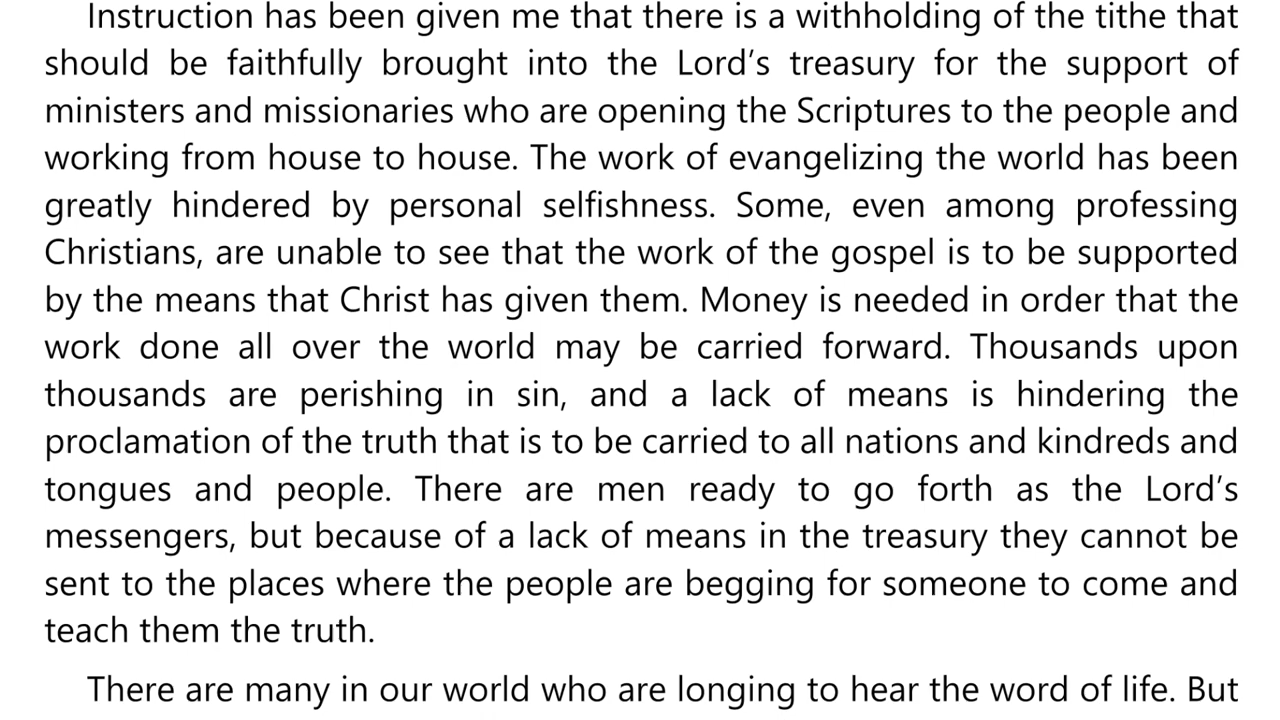 Instruction has been given me that there is a withholding of the tithe that
should be faithfully brought into the Lord’s treasury for the support of
ministers and missionaries who are opening the Scriptures to the people and
working from house to house. The work of evangelizing the world has been
greatly hindered by personal selfishness. Some, even among professing
Christians, are unable to see that the work of the gospel is to be supported
by the means that Christ has given them. Money is needed in order that the
work done all over the world may be carried forward. Thousands upon
thousands are perishing in sin, and a lack of means is hindering the
proclamation of the truth that is to be carried to all nations and kindreds and
tongues and people. There are men ready to go forth as the Lord’s
messengers, but because of a lack of means in the treasury they cannot be
sent to the places where the people are begging for someone to come and
teach them the truth.
There are many in our world who are longing to hear the word of life. But